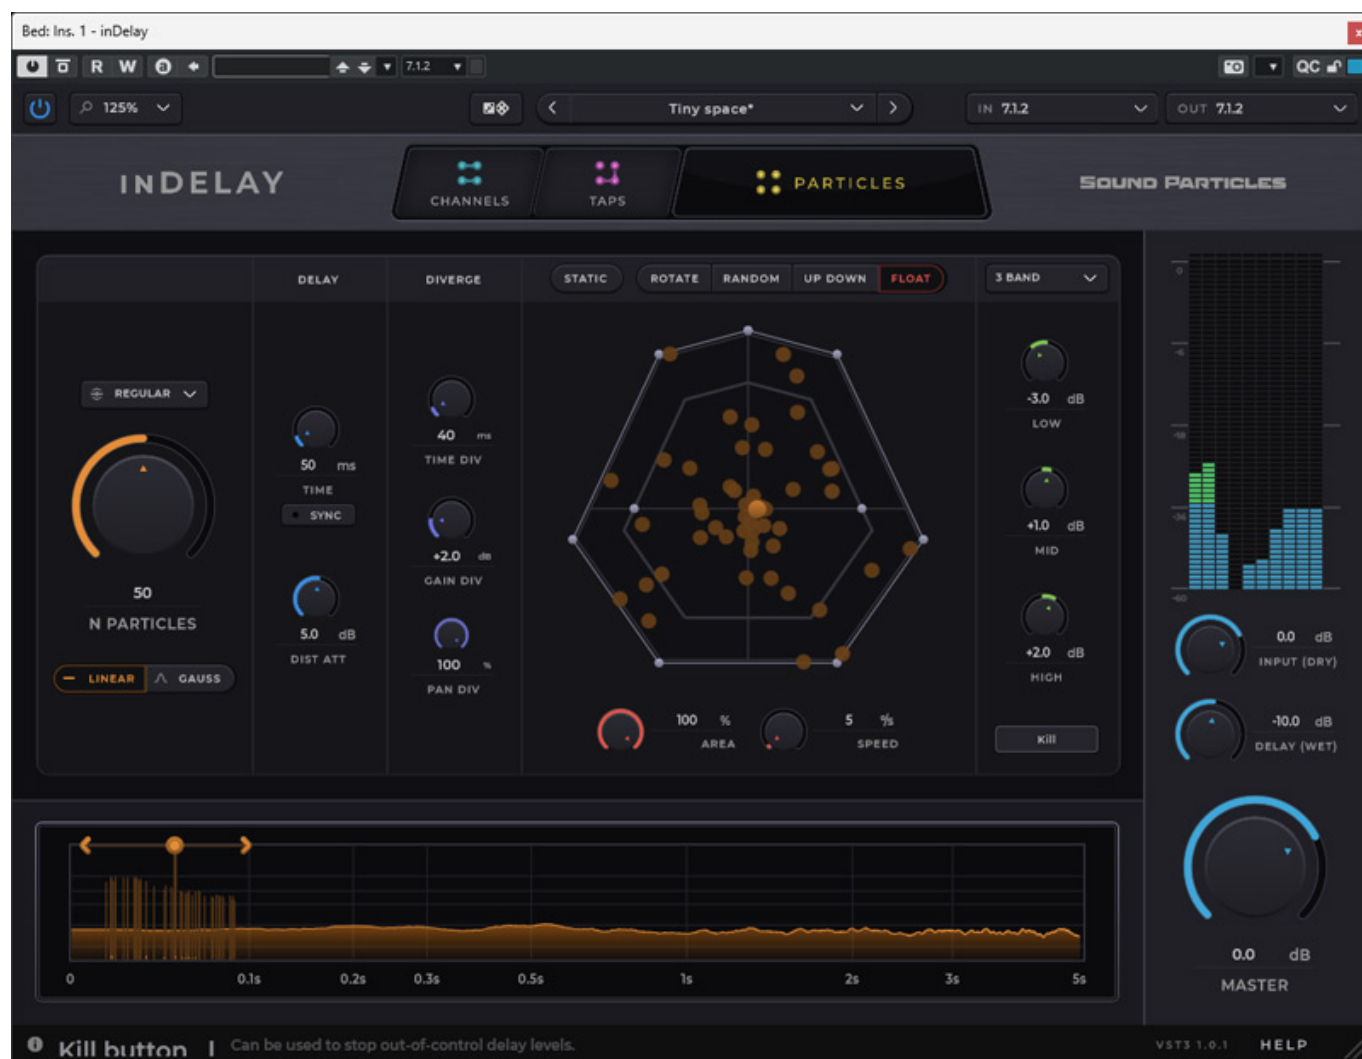 Bed: Ins. 1 - inDelay
R W a 7.1.2 QC
125% Tiny space* IN 7.1.2 OUT 7.1.2
INDELAY CHANNELS TAPS PARTICLES SOUND PARTICLES
DELAY DIVERGE STATIC ROTATE RANDOM UP DOWN FLOAT 3 BAND
0
-6
-18
-36
-60
REGULAR
50
N PARTICLES
LINEAR GAUSS
50 ms
TIME
SYNC
5.0 dB
DIST ATT
40 ms
TIME DIV
+2.0 dB
GAIN DIV
100 %
PAN DIV
100 %
AREA
5 °/s
SPEED
-3.0 dB
LOW
+1.0 dB
MID
+2.0 dB
HIGH
Kill
0.0 dB
INPUT (DRY)
-10.0 dB
DELAY (WET)
0.0 dB
MASTER
0 0.1s 0.2s 0.3s 0.5s 1s 2s 3s 5s
Kill button | Can be used to stop out-of-control delay levels. VST3 1.0.1 HELP